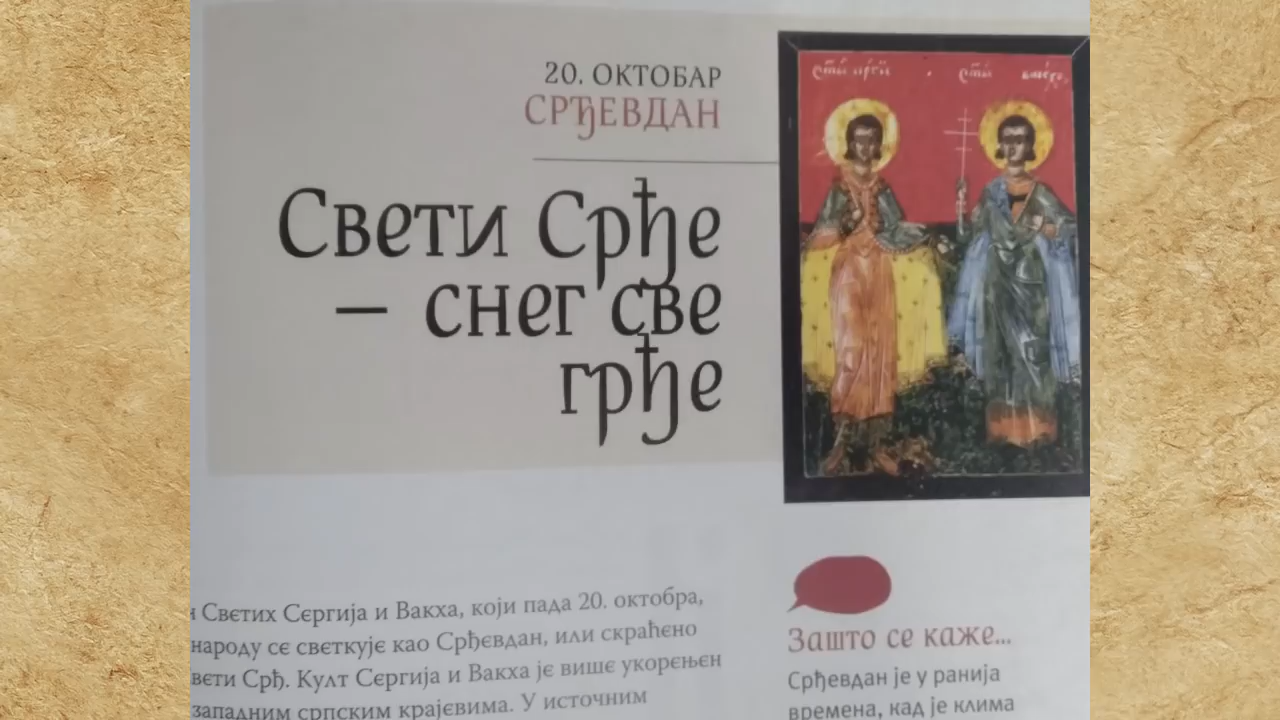 20. ОКТОБАР
СРЂЕВДАН
Свети Срђе
– снег све
грђе
Светих Сергија и Вакха, који пада 20. октобра,
народу се светкује као Срђевдан, или скраћено
Срђ. Култ Сергија и Вакха је више укорењен
западним српским крајевима. У источним
Зашто се каже...
Срђевдан је у ранија
времена, кад је клима